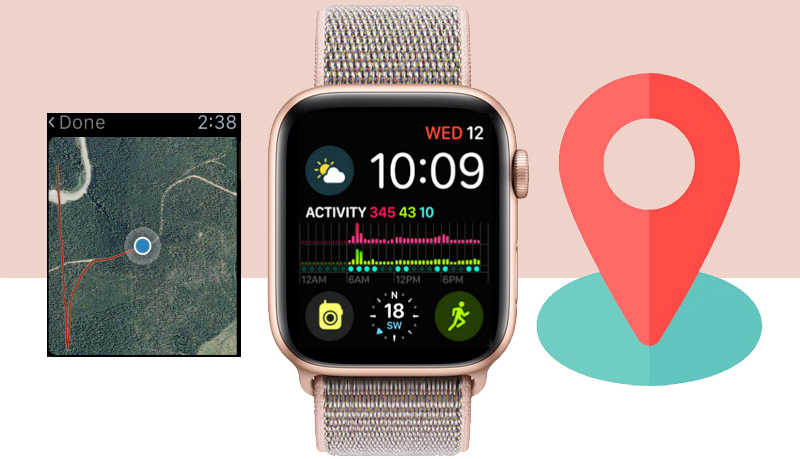 < Done 2:38
WED 12
10:09
ACTIVITY 345 43 10
12AM 6AM 12PM 6PM
N
18
SW